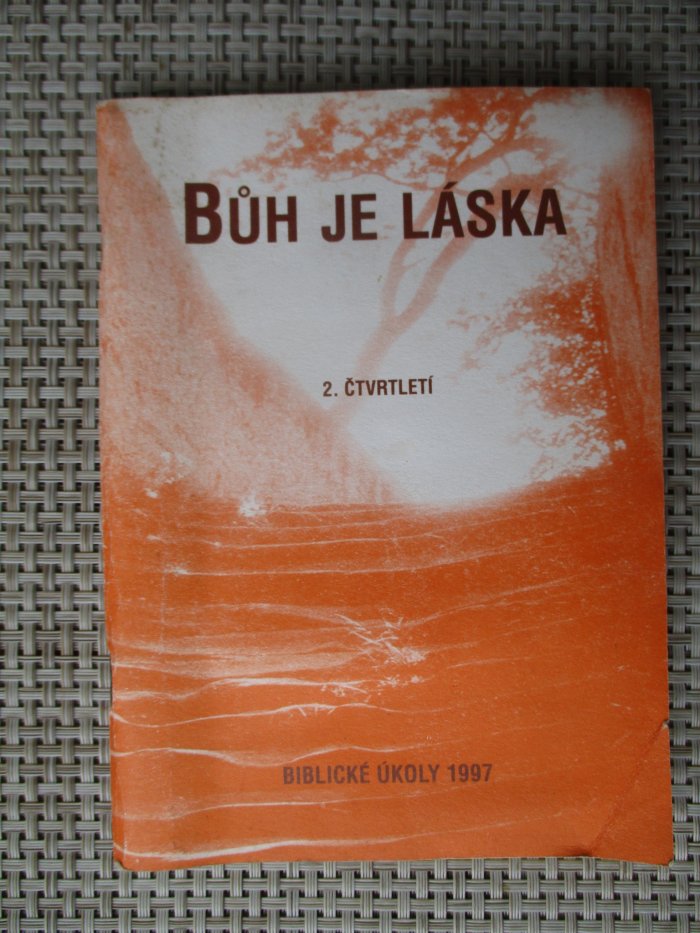 BŮH JE LÁSKA
2. ČTVRTLETÍ
BIBLICKÉ ÚKOLY 1997